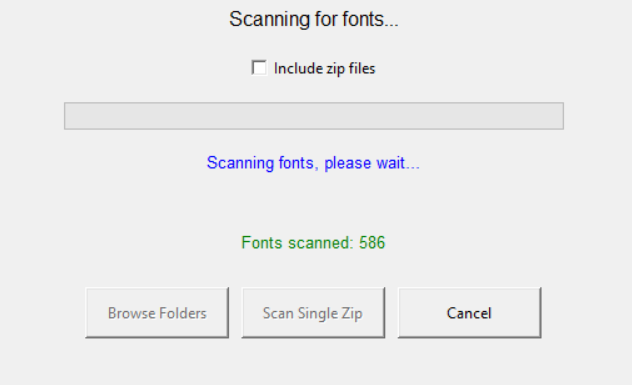 Scanning for fonts...
Include zip files
Scanning fonts, please wait...
Fonts scanned: 586
Browse Folders Scan Single Zip Cancel